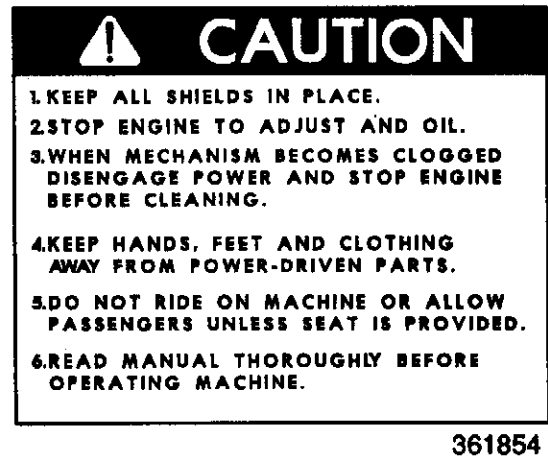 CAUTION
1. KEEP ALL SHIELDS IN PLACE.
2. STOP ENGINE TO ADJUST AND OIL.
3. WHEN MECHANISM BECOMES CLOGGED
DISENGAGE POWER AND STOP ENGINE
BEFORE CLEANING.
4. KEEP HANDS, FEET AND CLOTHING
AWAY FROM POWER-DRIVEN PARTS.
5. DO NOT RIDE ON MACHINE OR ALLOW
PASSENGERS UNLESS SEAT IS PROVIDED.
6. READ MANUAL THOROUGHLY BEFORE
OPERATING MACHINE.
361854